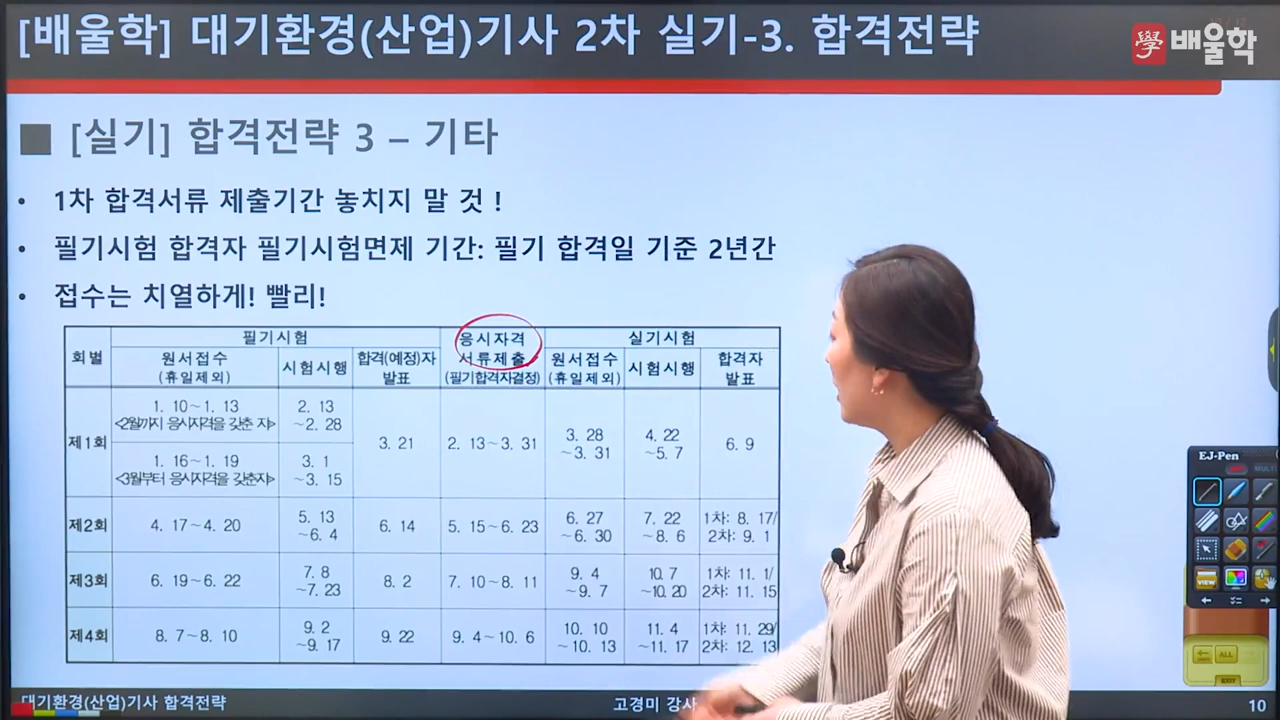 [배울학] 대기환경(산업)기사 2차 실기-3. 합격전략
學 배울학
[실기] 합격전략 3 – 기타
• 1차 합격서류 제출기간 놓치지 말 것 !
• 필기시험 합격자 필기시험면제 기간: 필기 합격일 기준 2년간
• 접수는 치열하게! 빨리!
회별 필기시험 응시자격 서류제출 (필기합격자결정) 실기시험
원서접수 (휴일제외) 시험시행 합격(예정)자 발표 원서접수 (휴일제외) 시험시행 합격자 발표
제1회 1. 10~1. 13 <2월까지 응시자격을 갖춘 자> 2. 13 ~2. 28 3. 21 2. 13~3. 31 3. 28 ~3. 31 4. 22 ~5. 7 6. 9
1. 16~1. 19 <3월부터 응시자격을 갖춘자> 3. 1 ~3. 15
제2회 4. 17~4. 20 5. 13 ~6. 4 6. 14 5. 15~6. 23 6. 27 ~6. 30 7. 22 ~8. 6 1차: 8. 17/ 2차: 9. 1
제3회 6. 19~6. 22 7. 8 ~7. 23 8. 2 7. 10~8. 11 9. 4 ~9. 7 10. 7 ~10. 20 1차: 11. 1/ 2차: 11. 15
제4회 8. 7~8. 10 9. 2 ~9. 17 9. 22 9. 4~10. 6 10. 10 ~10. 13 11. 4 ~11. 17 1차: 11. 29/ 2차: 12. 13
EJ-Pen
MULTI
VIEW
ALL
EXIT
대기환경(산업)기사 합격전략
고경미 강사
10